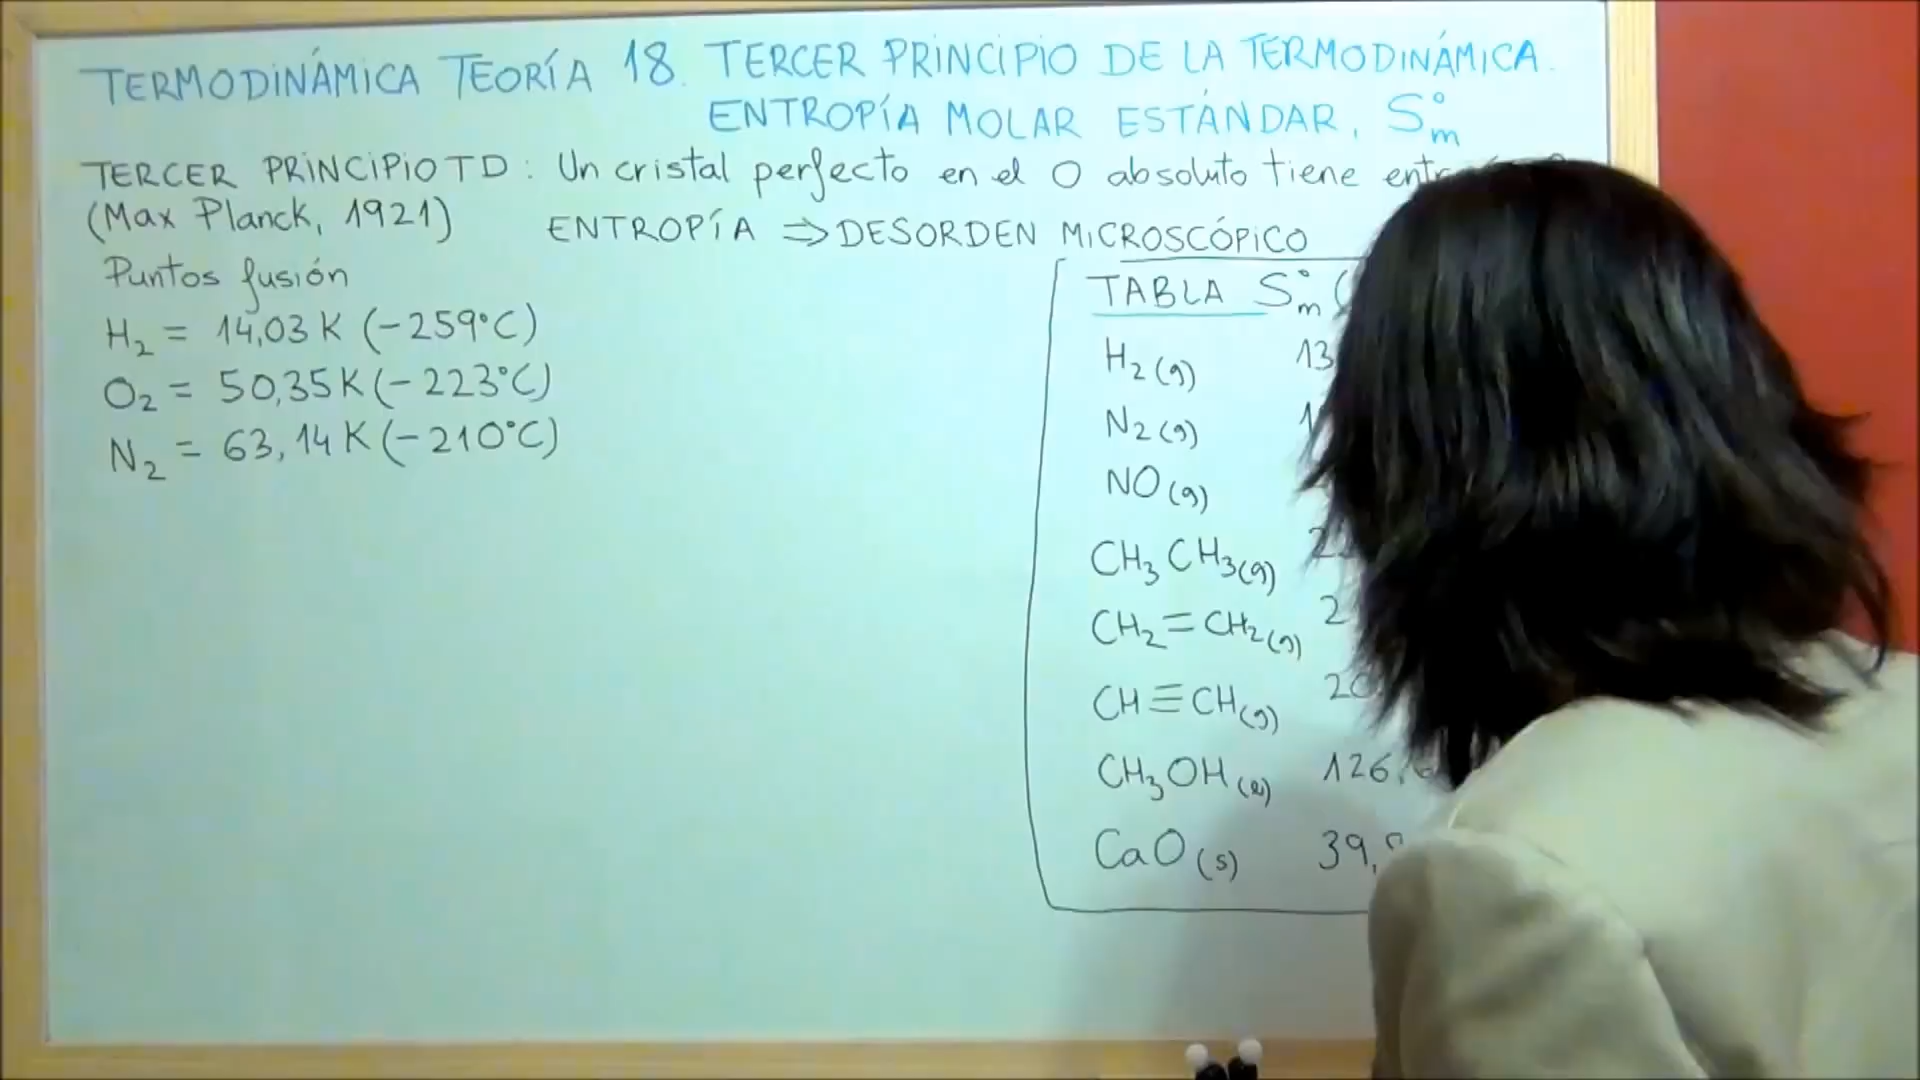 TERMODINÁMICA TEORÍA 18. TERCER PRINCIPIO DE LA TERMODINÁMICA.
ENTROPÍA MOLAR ESTÁNDAR, S°m
TERCER PRINCIPIO TD: Un cristal perfecto en el 0 absoluto tiene
(Max Planck, 1921) ENTROPÍA ⇒ DESORDEN MICROSCÓPICO
Puntos fusión
H₂ = 14,03 K (-259°C)
O₂ = 50,35 K (-223°C)
N₂ = 63,14 K (-210°C)
TABLA S°m (
H₂(g)
N₂(g)
NO(g)
CH₃CH₃(g)
CH₂=CH₂(g)
CH≡CH(g)
CH₃OH(l)
CaO(s)